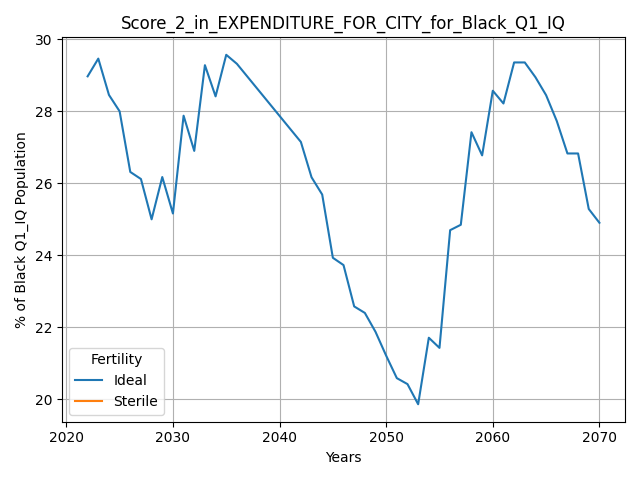 Score_2_in_EXPENDITURE_FOR_CITY_for_Black_Q1_IQ
% of Black Q1_IQ Population
30
28
26
24
22
20
Fertility
Ideal
Sterile
2020 2030 2040 2050 2060 2070
Years